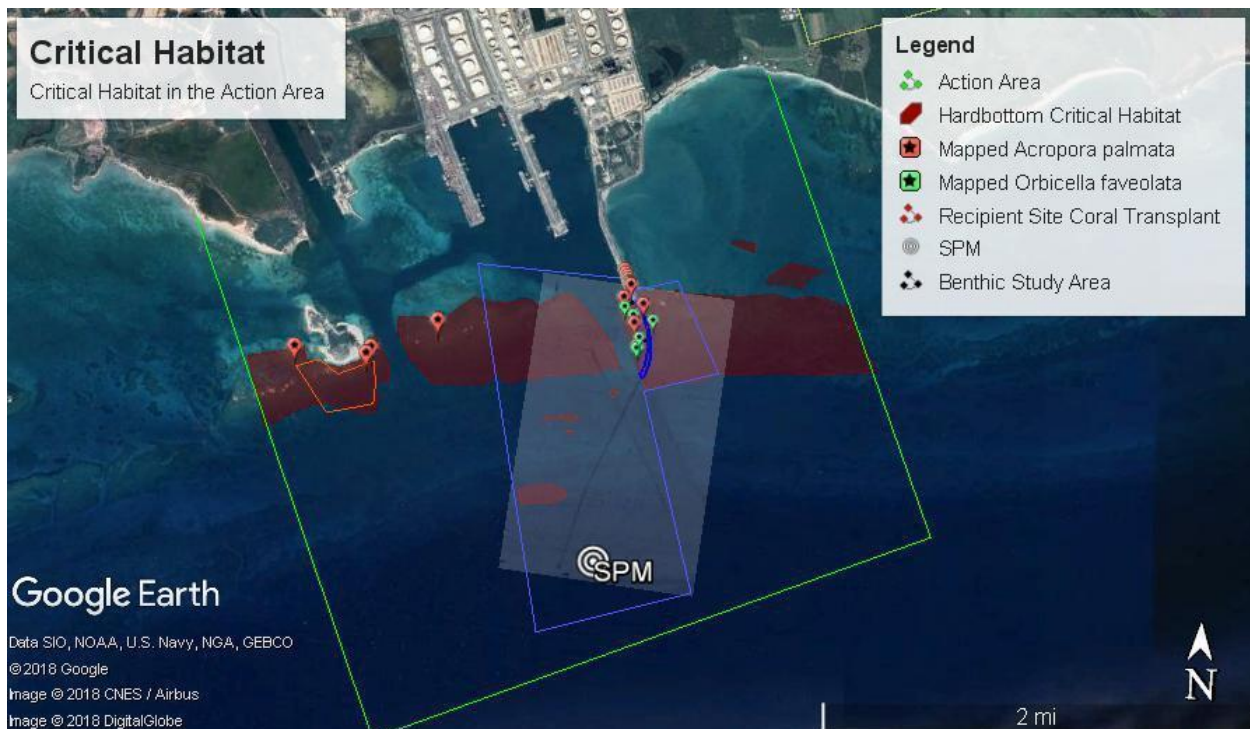 Critical Habitat
Critical Habitat in the Action Area
Legend
Action Area
Hardbottom Critical Habitat
Mapped Acropora palmata
Mapped Orbicella faveolata
Recipient Site Coral Transplant
SPM
Benthic Study Area
SPM
Google Earth
Data SIO, NOAA, U.S. Navy, NGA, GEBCO
© 2018 Google
Image © 2018 CNES / Airbus
Image © 2018 DigitalGlobe
N
2 mi